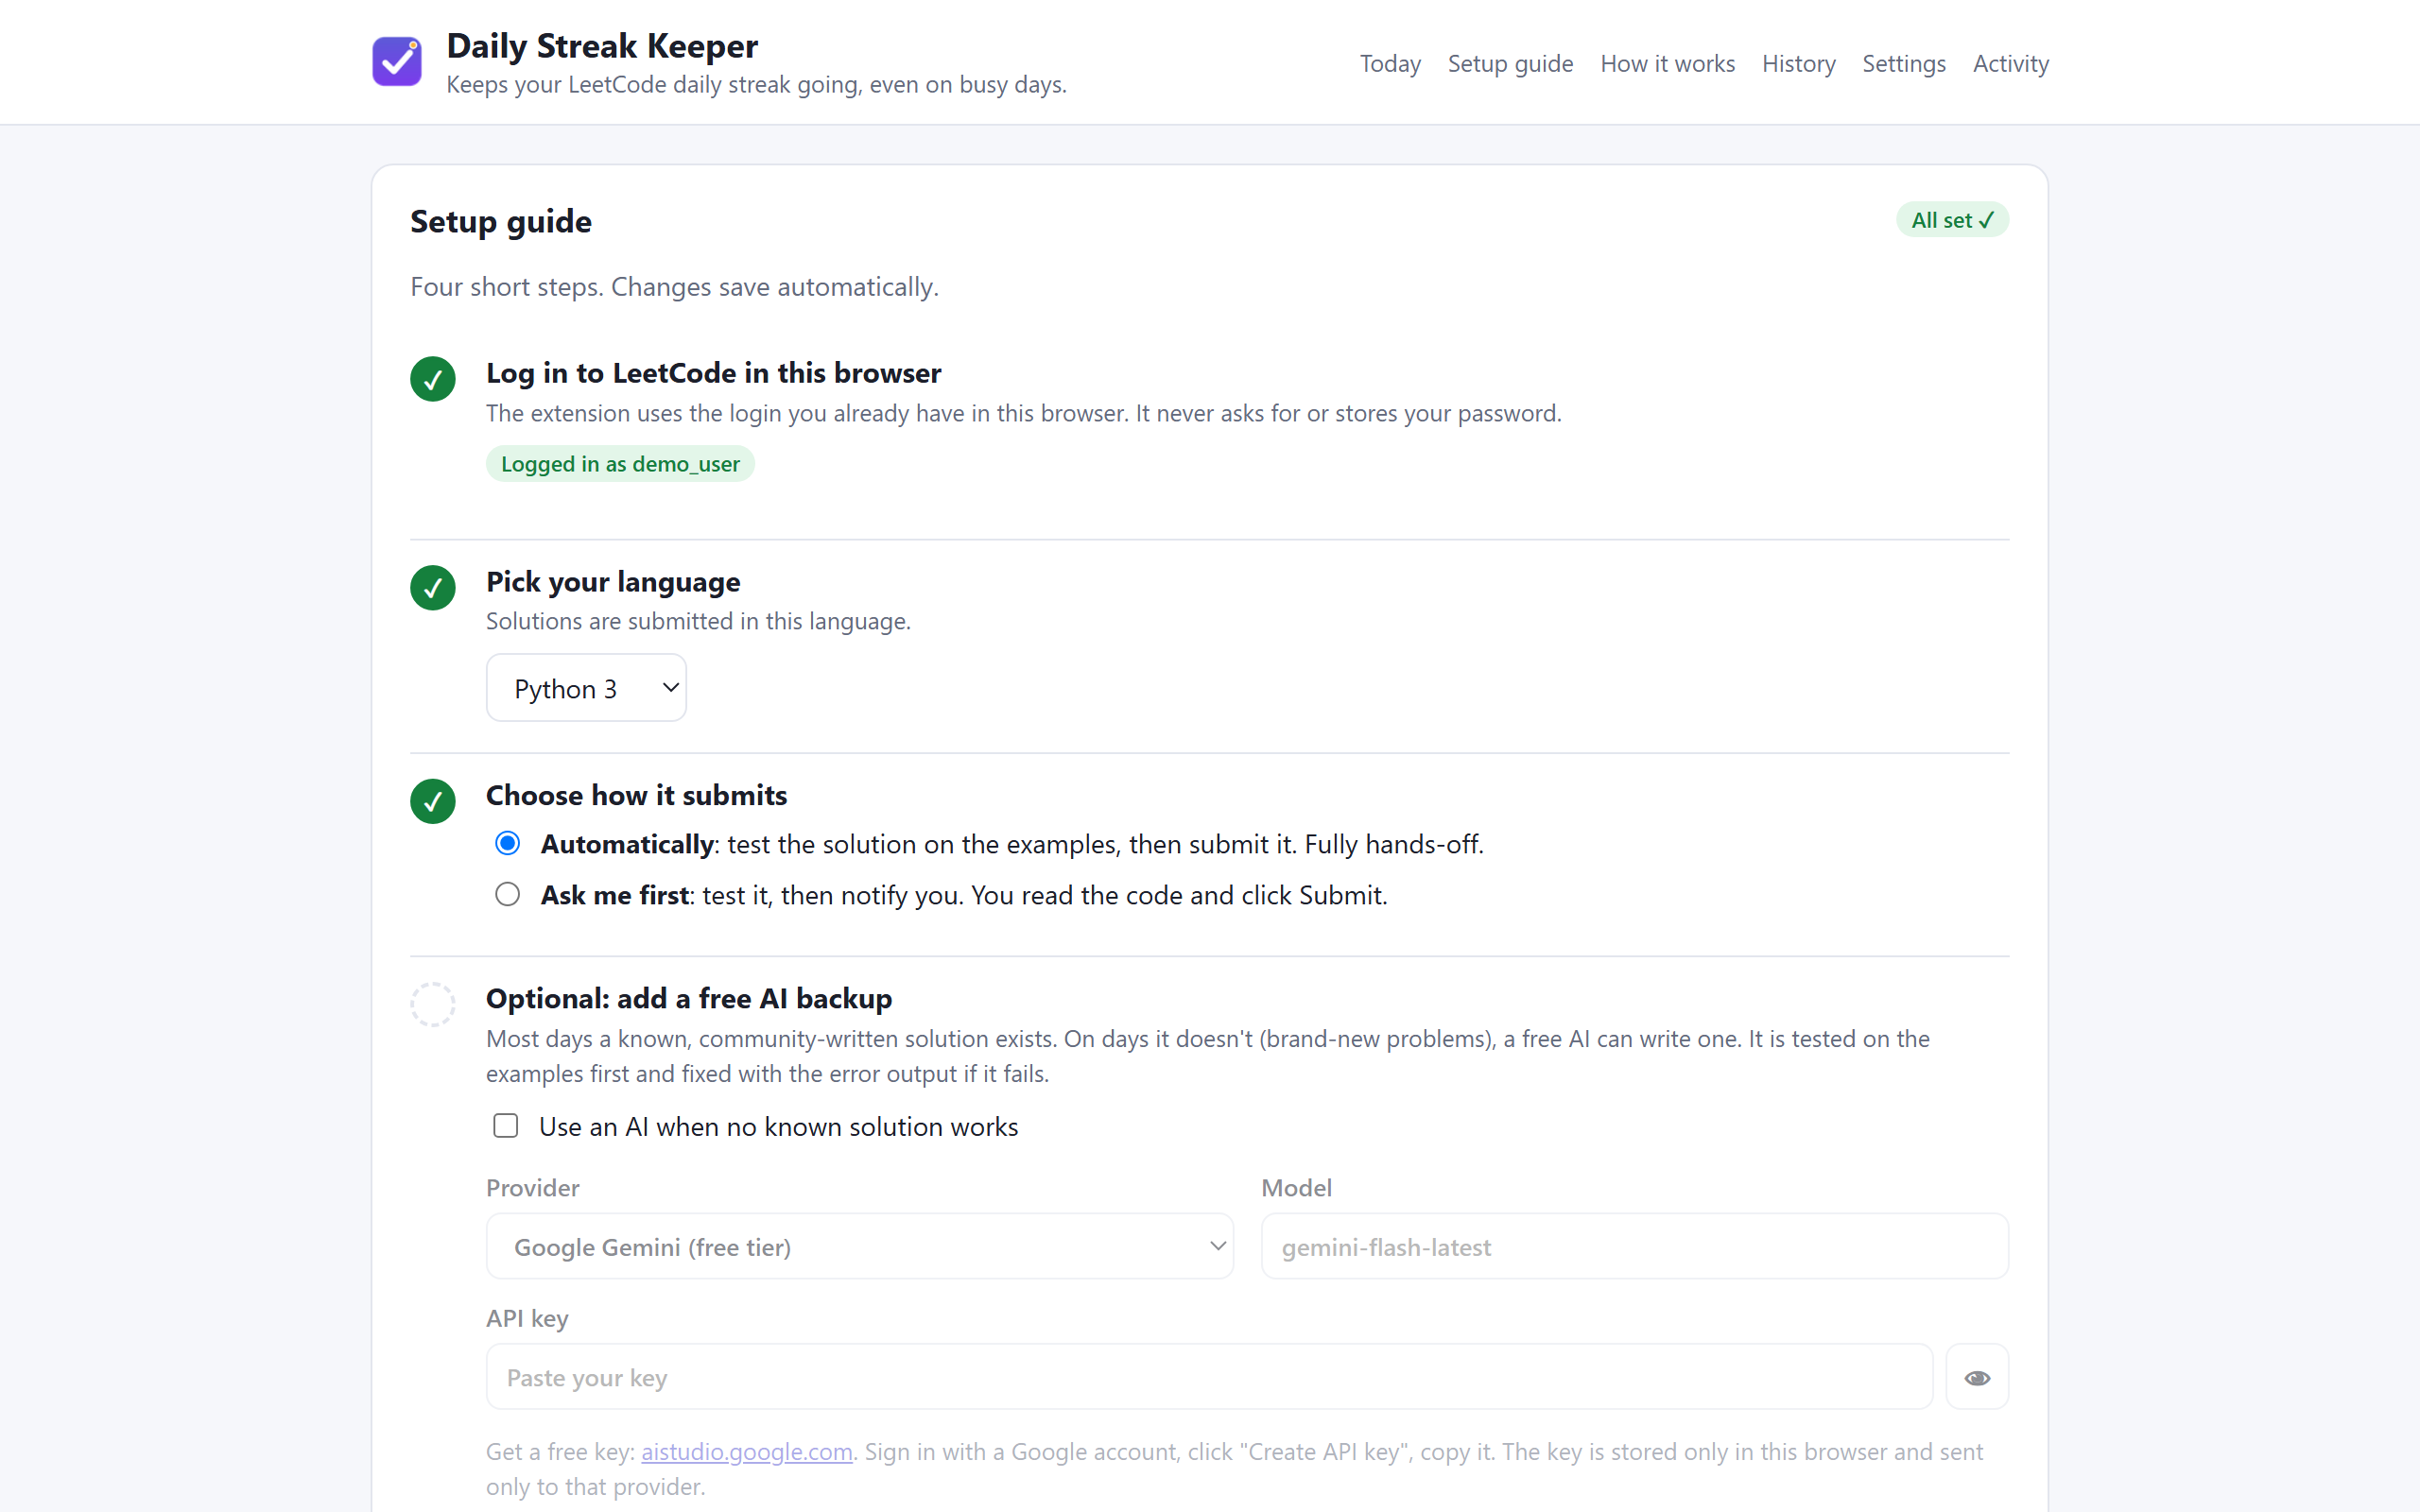 Daily Streak Keeper
Keeps your LeetCode daily streak going, even on busy days.
Today Setup guide How it works History Settings Activity
Setup guide
All set ✓
Four short steps. Changes save automatically.
Log in to LeetCode in this browser
The extension uses the login you already have in this browser. It never asks for or stores your password.
Logged in as demo_user
Pick your language
Solutions are submitted in this language.
Python 3
Choose how it submits
Automatically: test the solution on the examples, then submit it. Fully hands-off.
Ask me first: test it, then notify you. You read the code and click Submit.
Optional: add a free AI backup
Most days a known, community-written solution exists. On days it doesn't (brand-new problems), a free AI can write one. It is tested on the
examples first and fixed with the error output if it fails.
Use an AI when no known solution works
Provider
Model
Google Gemini (free tier)
gemini-flash-latest
API key
Paste your key
Get a free key: aistudio.google.com. Sign in with a Google account, click "Create API key", copy it. The key is stored only in this browser and sent
only to that provider.